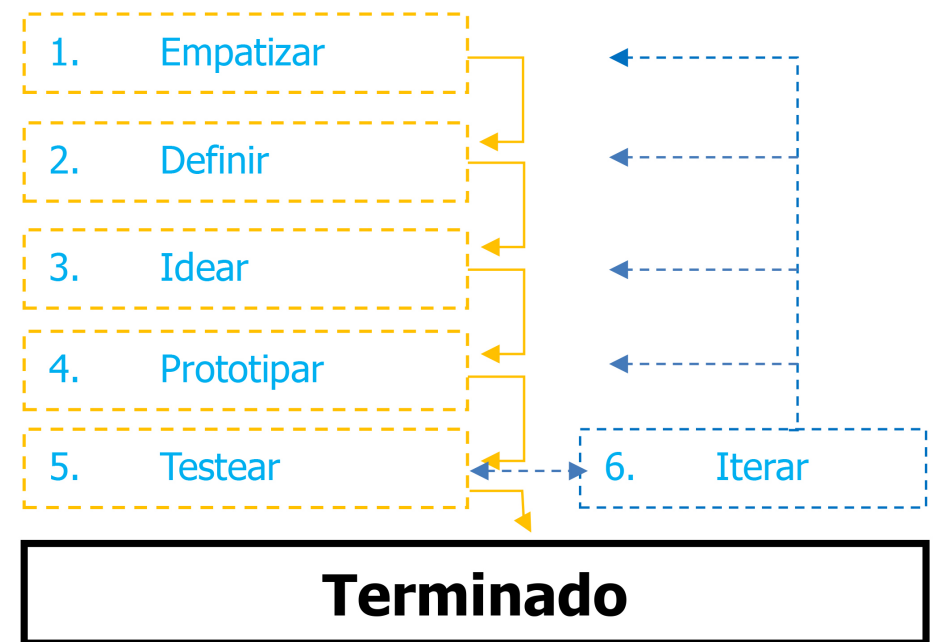 1. Empatizar
2. Definir
3. Idear
4. Prototipar
5. Testear
6. Iterar
Terminado